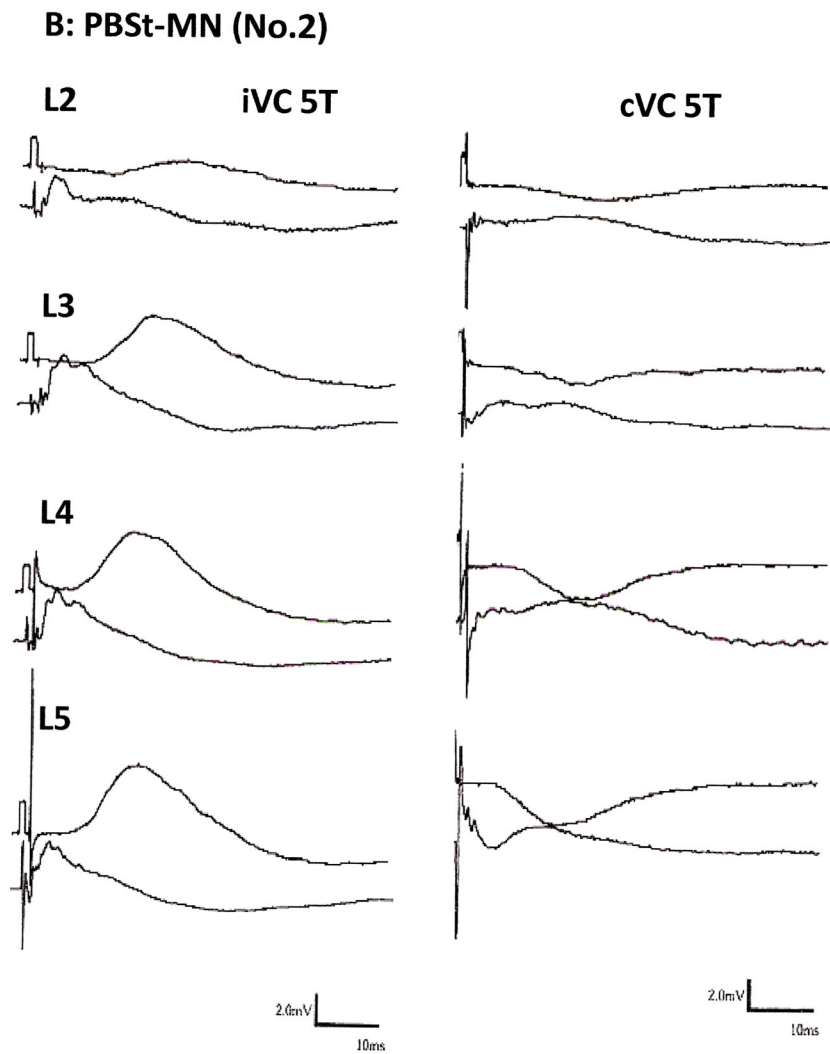 B: PBSt-MN (No.2)
L2
iVC 5T
cVC 5T
L3
L4
L5
2.0mV
10ms
2.0mV
10ms